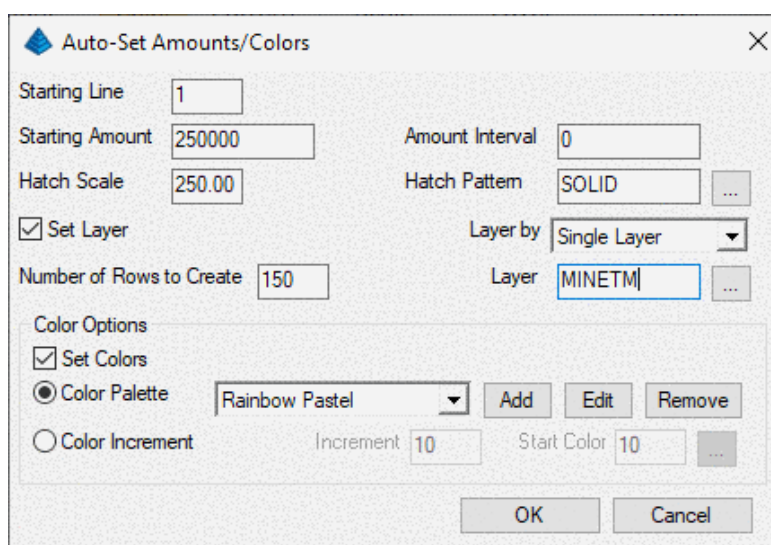 Auto-Set Amounts/Colors
Starting Line 1
Starting Amount 250000 Amount Interval 0
Hatch Scale 250.00 Hatch Pattern SOLID ...
Set Layer Layer by Single Layer
Number of Rows to Create 150 Layer MINETM ...
Color Options
Set Colors
Color Palette Rainbow Pastel Add Edit Remove
Color Increment Increment 10 Start Color 10 ...
OK Cancel